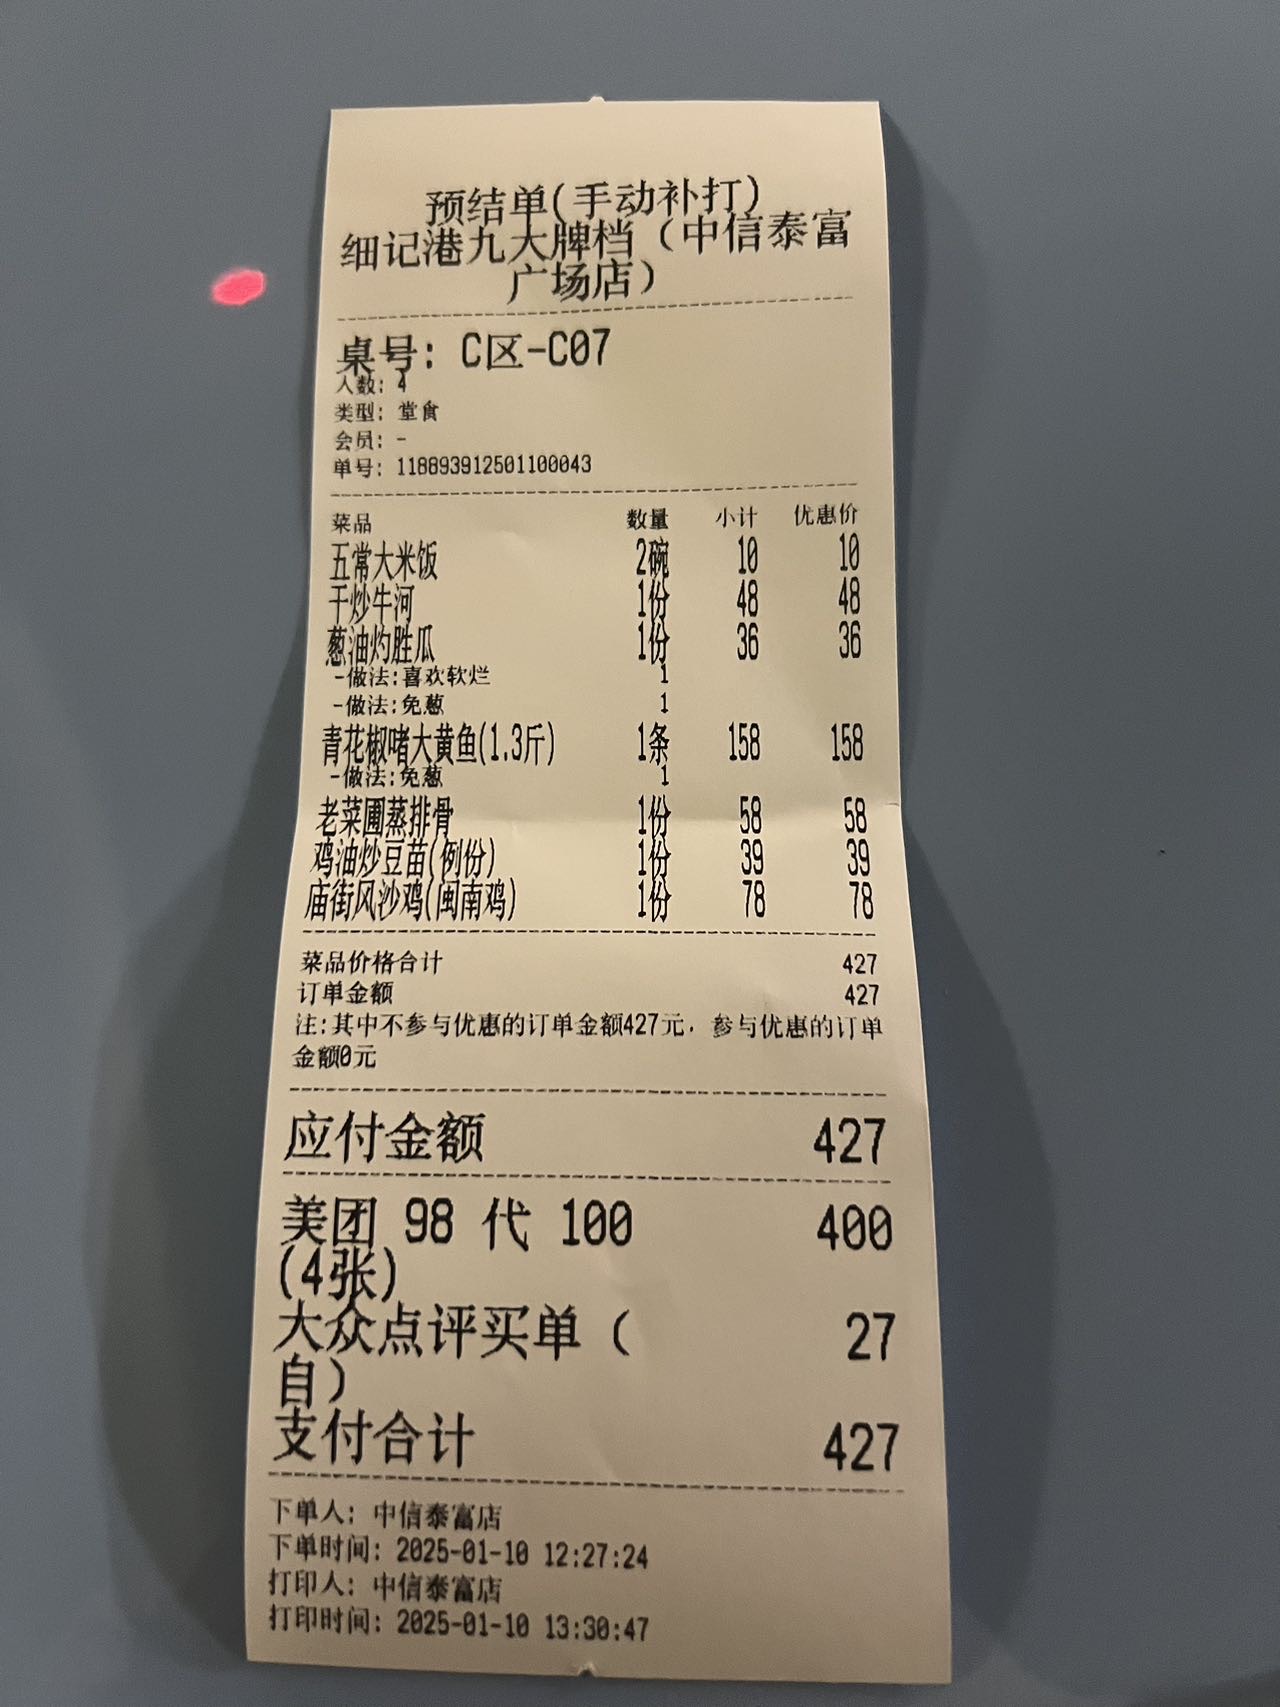 预结单(手动补打)
细记港九大牌档（中信泰富
广场店）
桌号: C区-C07
人数: 4
类型: 堂食
会员: -
单号: 118893912501100043
菜品 数量 小计 优惠价
五常大米饭 2碗 10 10
干炒牛河 1份 48 48
葱油灼胜瓜 1份 36 36
-做法:喜欢软烂 1
-做法:免葱 1
青花椒啫大黄鱼(1.3斤) 1条 158 158
-做法:免葱 1
老菜圃蒸排骨 1份 58 58
鸡油炒豆苗(例份) 1份 39 39
庙街风沙鸡(闽南鸡) 1份 78 78
菜品价格合计 427
订单金额 427
注:其中不参与优惠的订单金额427元，参与优惠的订单
金额0元
应付金额 427
美团 98 代 100 400
(4张)
大众点评买单（ 27
自）
支付合计 427
下单人: 中信泰富店
下单时间: 2025-01-10 12:27:24
打印人: 中信泰富店
打印时间: 2025-01-10 13:30:47